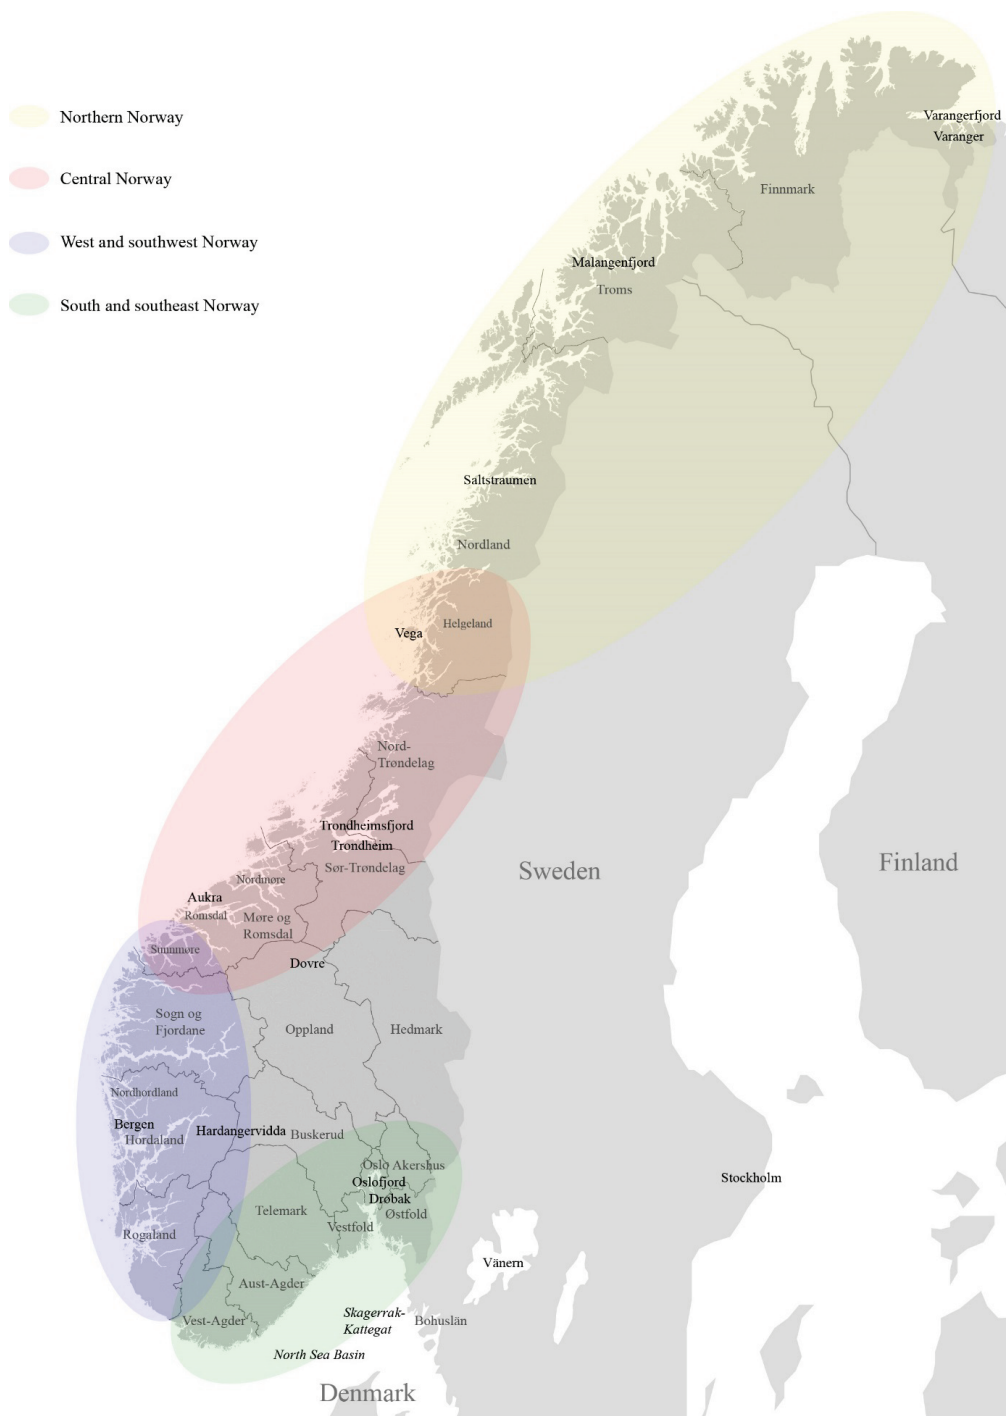 Northern Norway
Central Norway
West and southwest Norway
South and southeast Norway
Varangerfjord
Varanger
Finnmark
Malangenfjord
Troms
Saltstraumen
Nordland
Helgeland
Vega
Nord-
Trøndelag
Trondheimsfjord
Trondheim
Sør-Trøndelag
Sweden
Finland
Nordmøre
Aukra
Romsdal
Møre og
Romsdal
Sunnmøre
Dovre
Sogn og
Fjordane
Oppland
Hedmark
Nordhordland
Bergen
Hordaland
Hardangervidda
Buskerud
Oslo Akershus
Oslofjord
Drøbak
Østfold
Stockholm
Telemark
Vestfold
Rogaland
Vänern
Aust-Agder
Vest-Agder
Skagerrak-
Kattegat
Bohuslän
North Sea Basin
Denmark